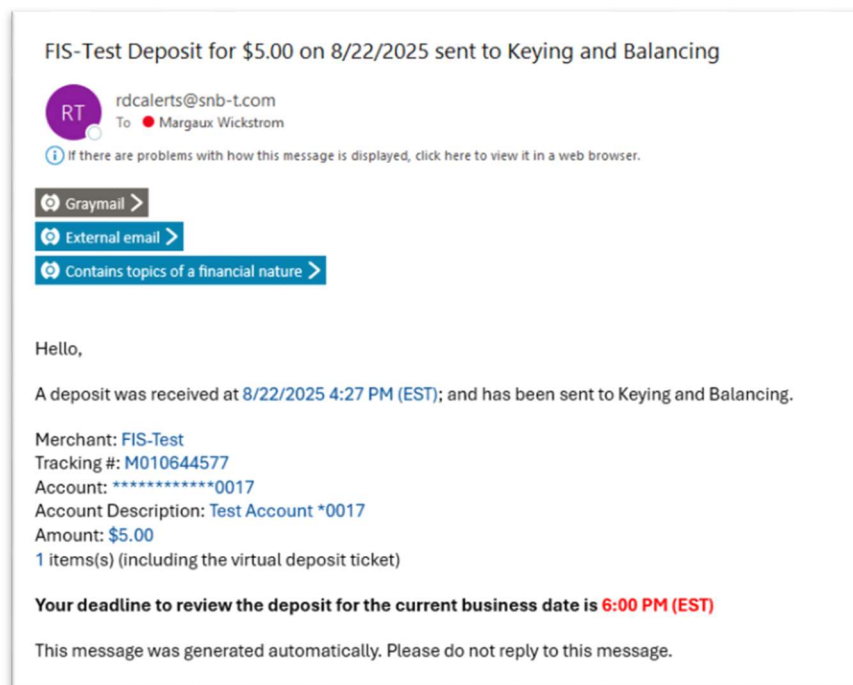 FIS-Test Deposit for $5.00 on 8/22/2025 sent to Keying and Balancing
RT
rdcalerts@snb-t.com
To Margaux Wickstrom
If there are problems with how this message is displayed, click here to view it in a web browser.
Graymail
External email
Contains topics of a financial nature
Hello,
A deposit was received at 8/22/2025 4:27 PM (EST); and has been sent to Keying and Balancing.
Merchant: FIS-Test
Tracking #: M010644577
Account: ************0017
Account Description: Test Account *0017
Amount: $5.00
1 items(s) (including the virtual deposit ticket)
Your deadline to review the deposit for the current business date is 6:00 PM (EST)
This message was generated automatically. Please do not reply to this message.